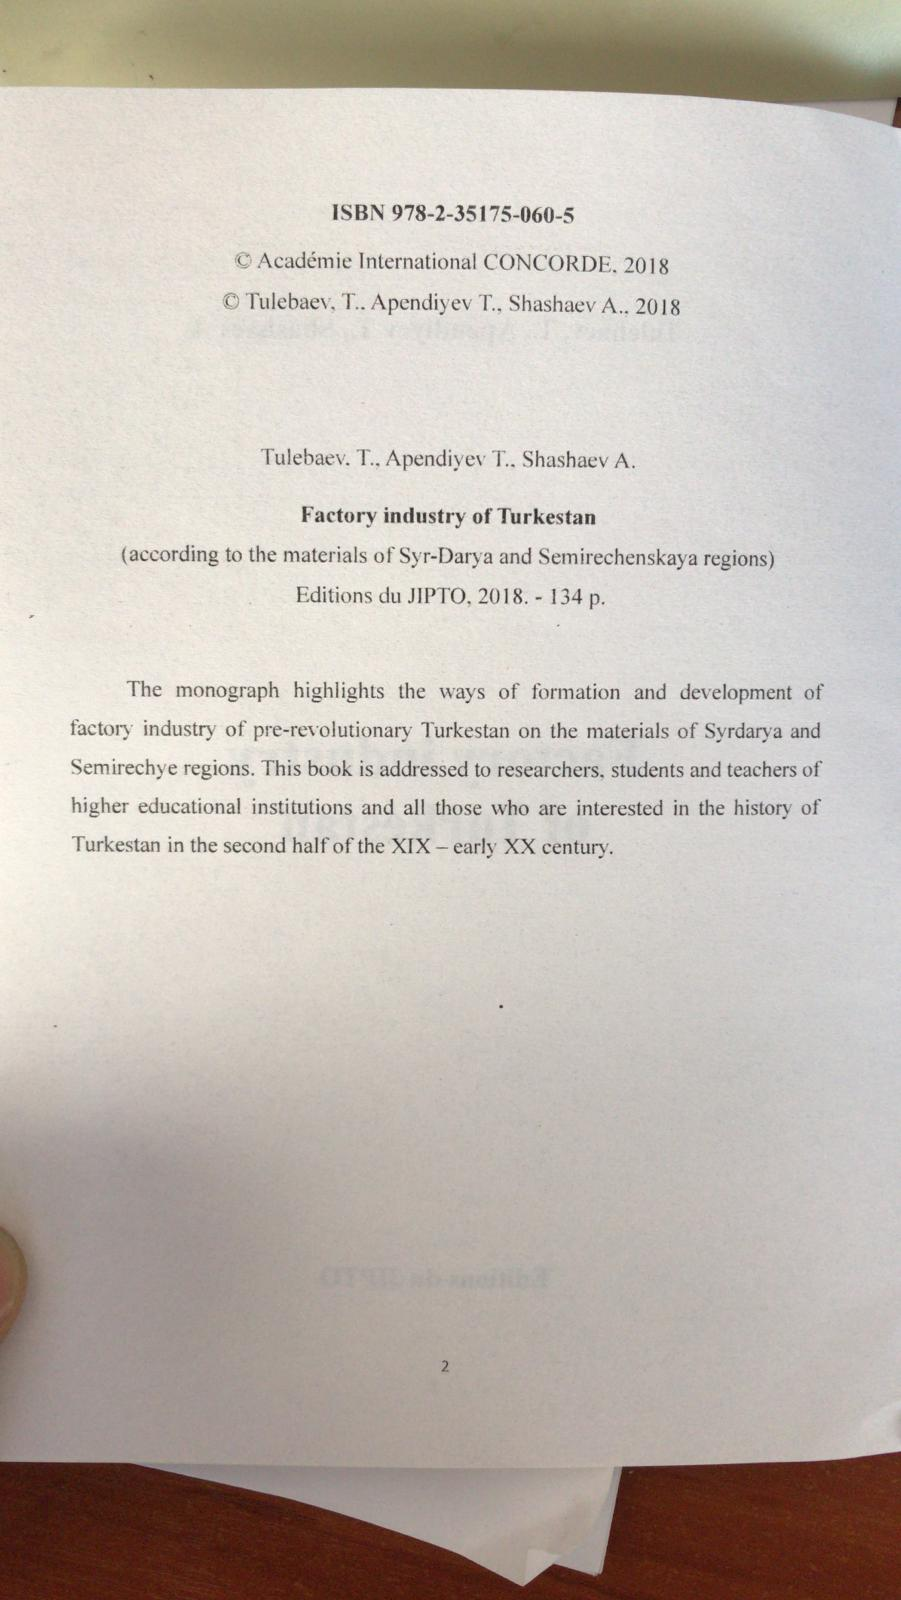 ISBN 978-2-35175-060-5
© Académie International CONCORDE, 2018
© Tulebaev, T., Apendiyev T., Shashaev A., 2018
Tulebaev. T., Apendiyev T., Shashaev A.
Factory industry of Turkestan
(according to the materials of Syr-Darya and Semirechenskaya regions)
Editions du JIPTO, 2018. - 134 p.
The monograph highlights the ways of formation and development of
factory industry of pre-revolutionary Turkestan on the materials of Syrdarya and
Semirechye regions. This book is addressed to researchers, students and teachers of
higher educational institutions and all those who are interested in the history of
Turkestan in the second half of the XIX – early XX century.
2